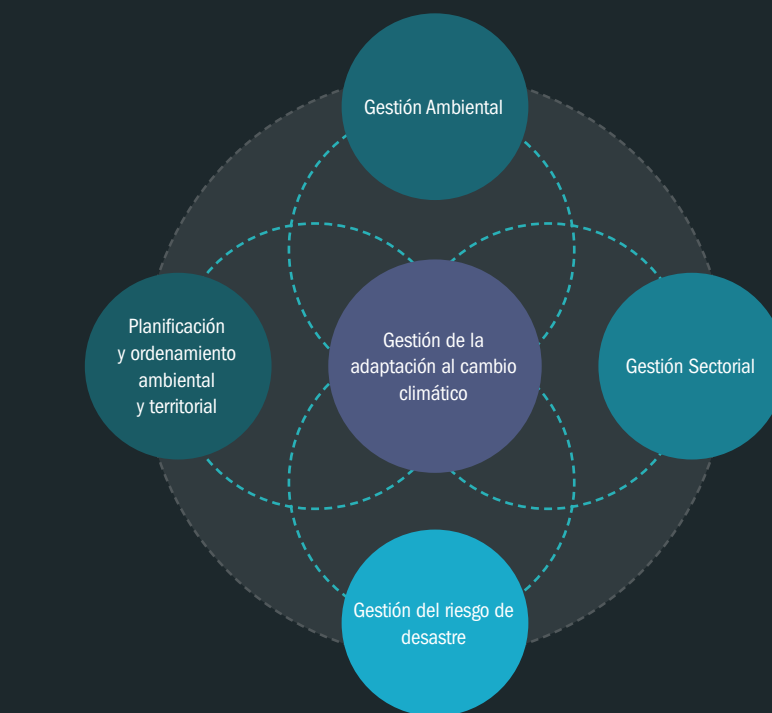 Gestión Ambiental
Planificación
y ordenamiento
ambiental
y territorial
Gestión de la
adaptación al cambio
climático
Gestión Sectorial
Gestión del riesgo de
desastre